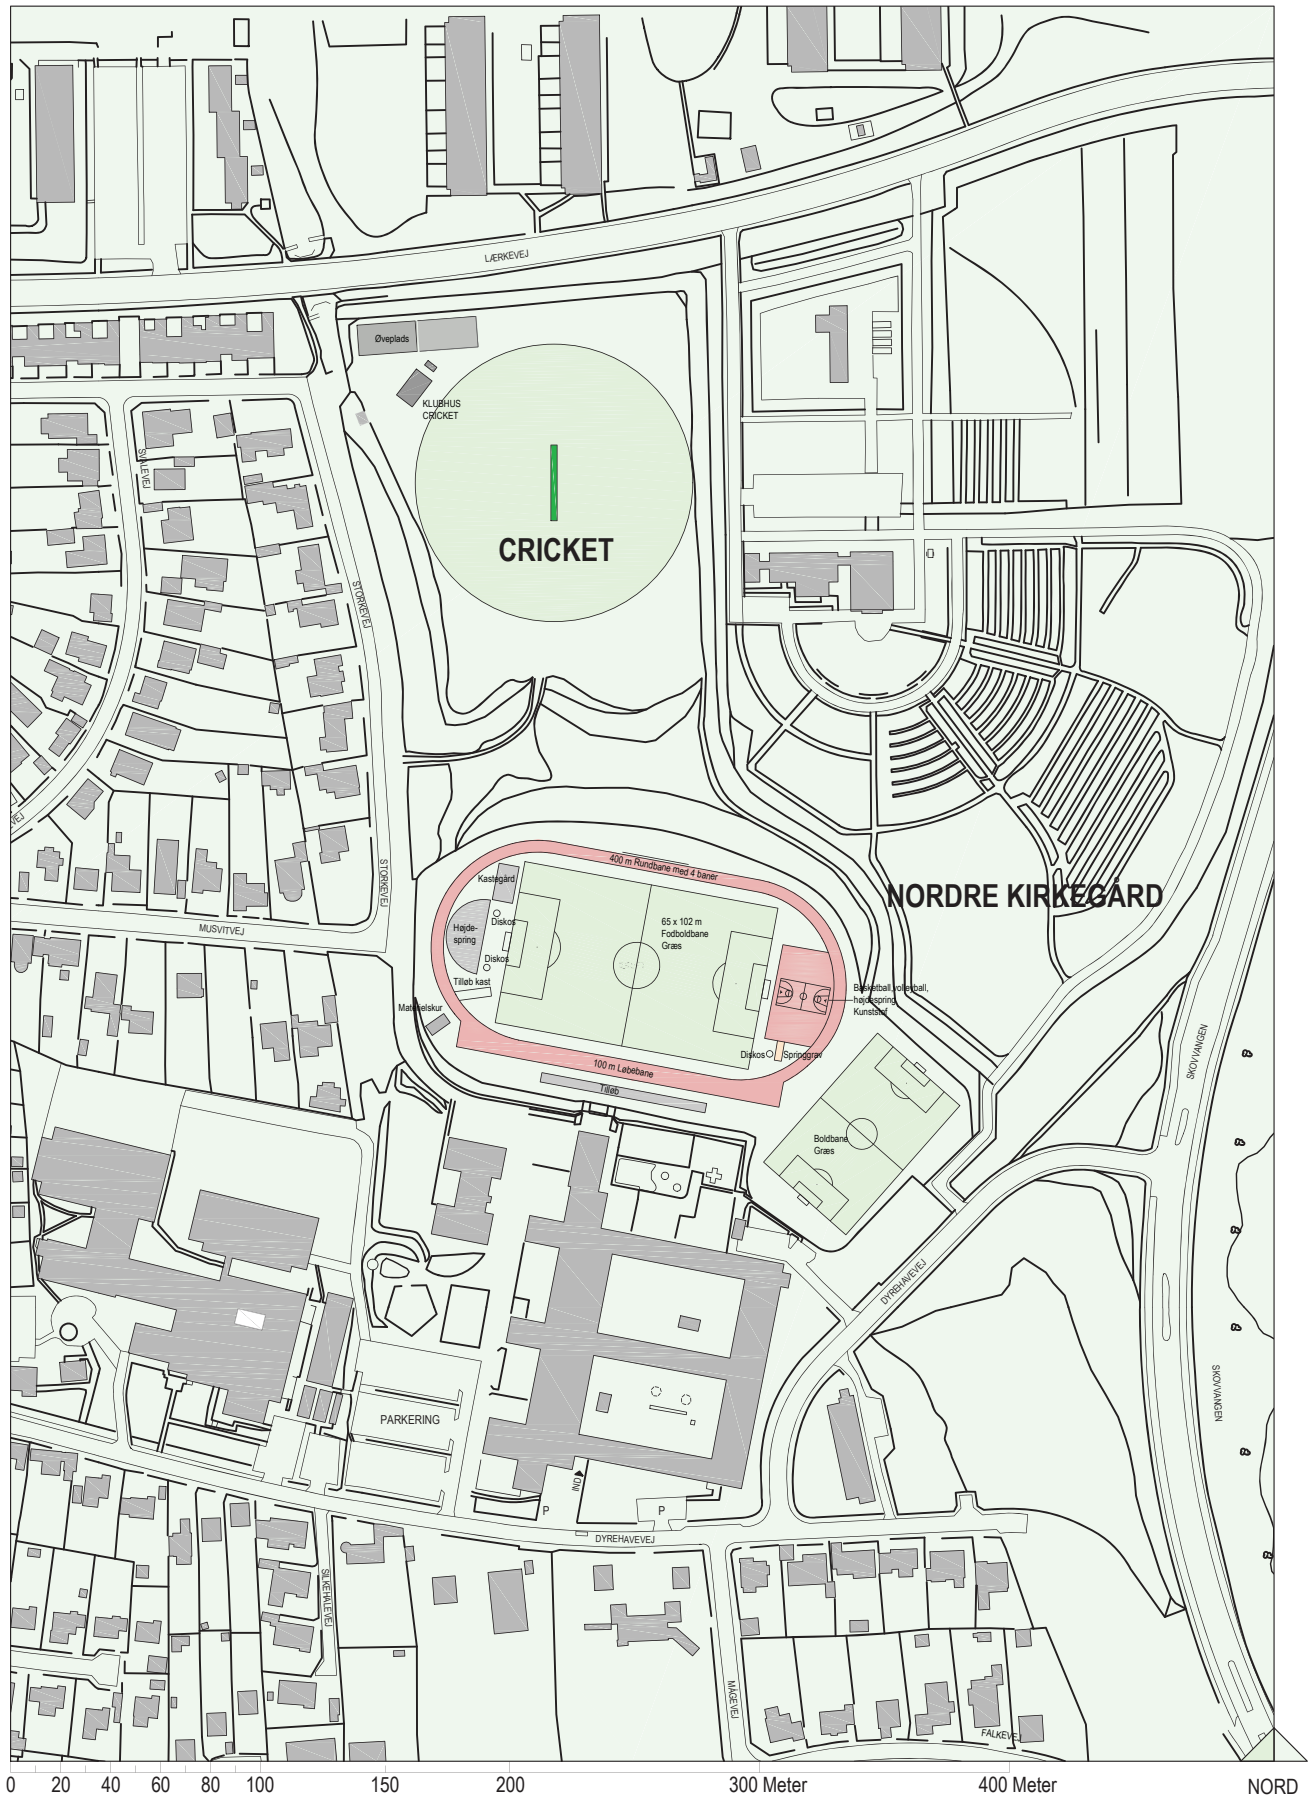 LÆRKEVEJ
Øveplads
KLUBHUS
CRICKET
SVALEVEJ
CRICKET
STORKEVEJ
VEJ
400 m Rundbane med 4 baner
Kastegård
STORKEVEJ
NORDRE KIRKEGÅRD
Diskos
65 x 102 m
Fodboldbane
Græs
Højde-
spring
MUSVITVEJ
Diskos
Tilløb kast
Basketball,volleyball,
højdespring
Kunststof
Materielskur
SKOVVANGEN
Diskos
Springgrav
100 m Løbebane
Tilløb
Boldbane
Græs
DYREHAVEVEJ
SKOVVANGEN
PARKERING
IND
P
P
DYREHAVEVEJ
SILKEHALEVEJ
MÅGEVEJ
FALKEVEJ
0 20 40 60 80 100 150 200 300 Meter 400 Meter NORD